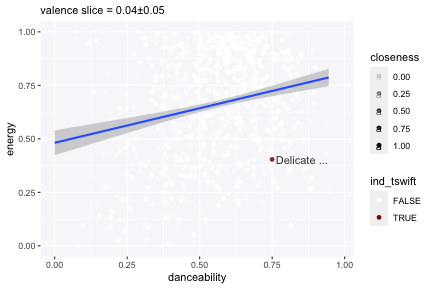 valence slice = 0.04±0.05
1.00
0.75
0.50
0.25
0.00
energy
Delicate ...
0.00 0.25 0.50 0.75 1.00
danceability
closeness
0.00
0.25
0.50
0.75
1.00
ind_tswift
FALSE
TRUE